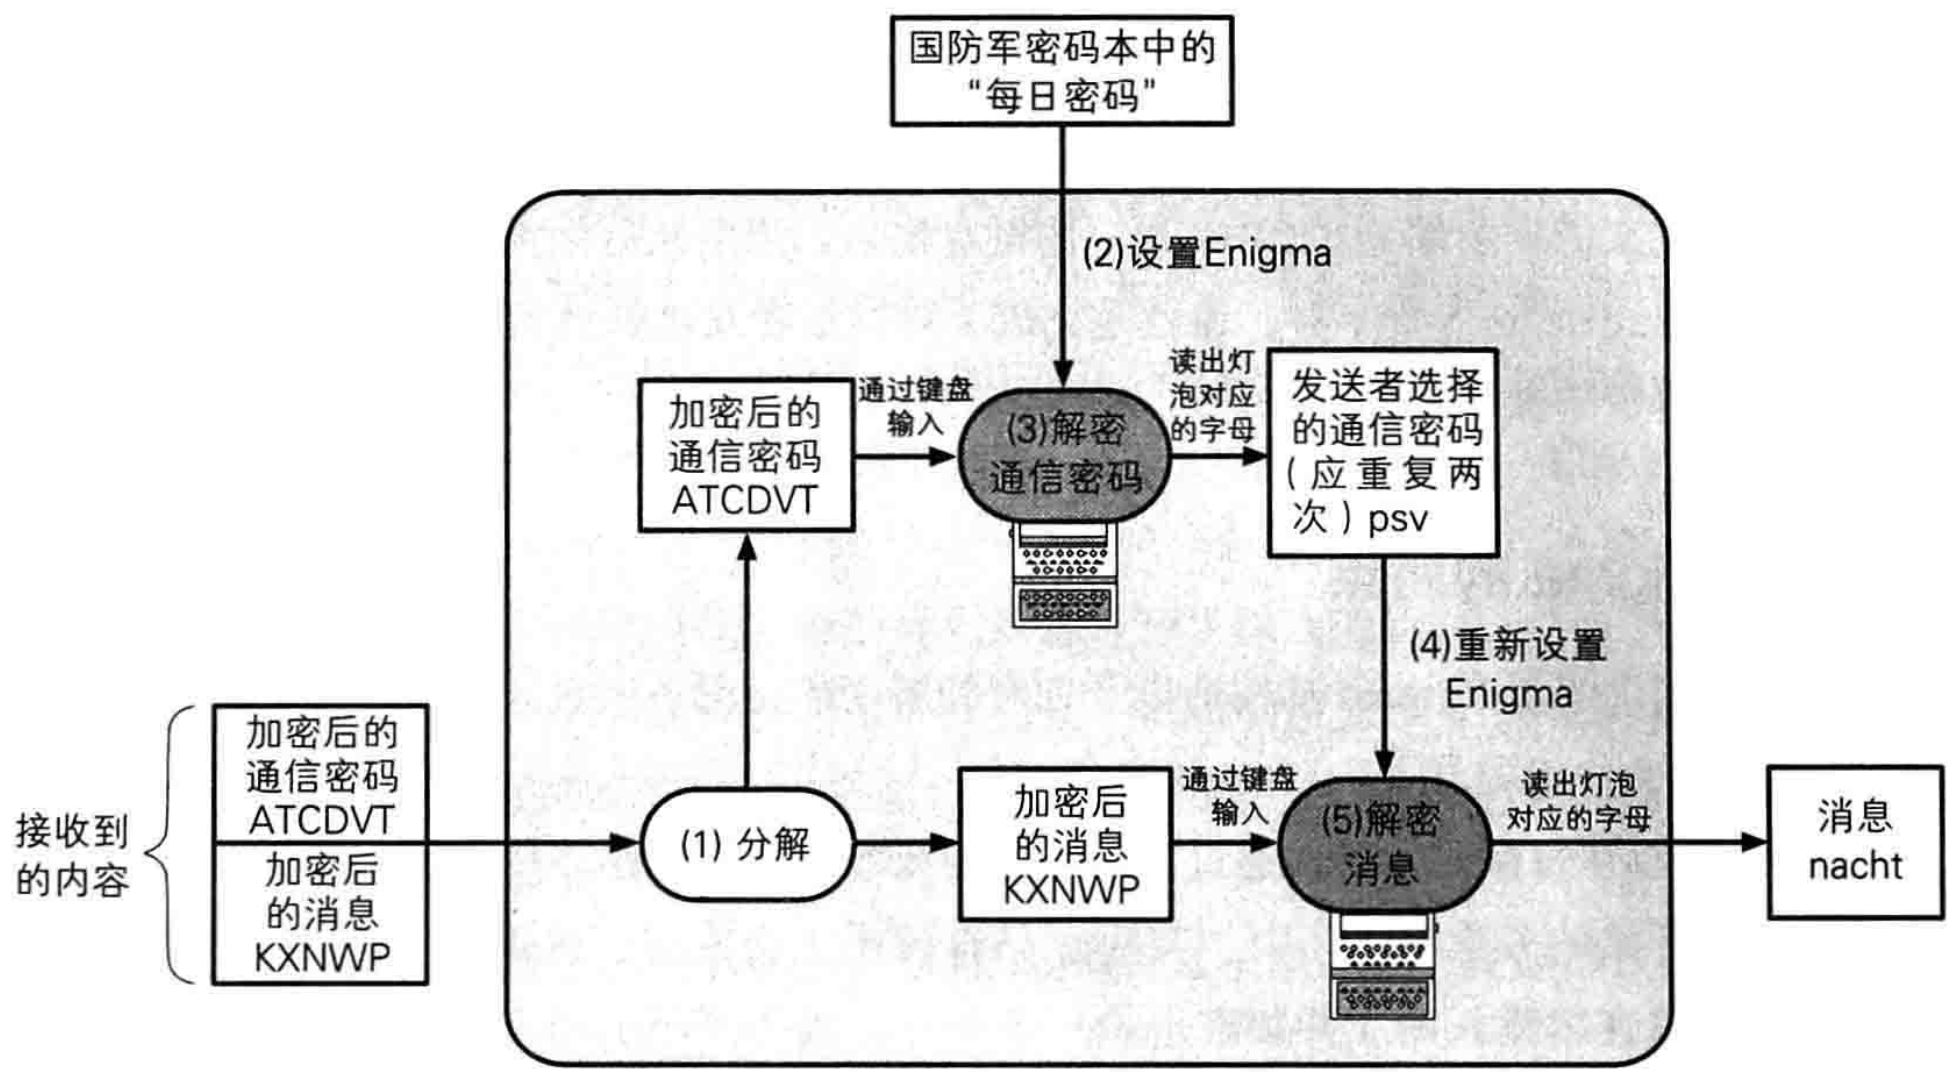 国防军密码本中的
“每日密码”
(2)设置Enigma
加密后的
通信密码
ATCDVT
通过键盘
输入
(3)解密
通信密码
读出灯
泡对应
的字母
发送者选择
的通信密码
(应重复两
次) psv
(4)重新设置
Enigma
接收到
的内容
加密后的
通信密码
ATCDVT
加密后
的消息
KXNWP
(1) 分解
加密后
的消息
KXNWP
通过键盘
输入
(5)解密
消息
读出灯泡
对应的字母
消息
nacht